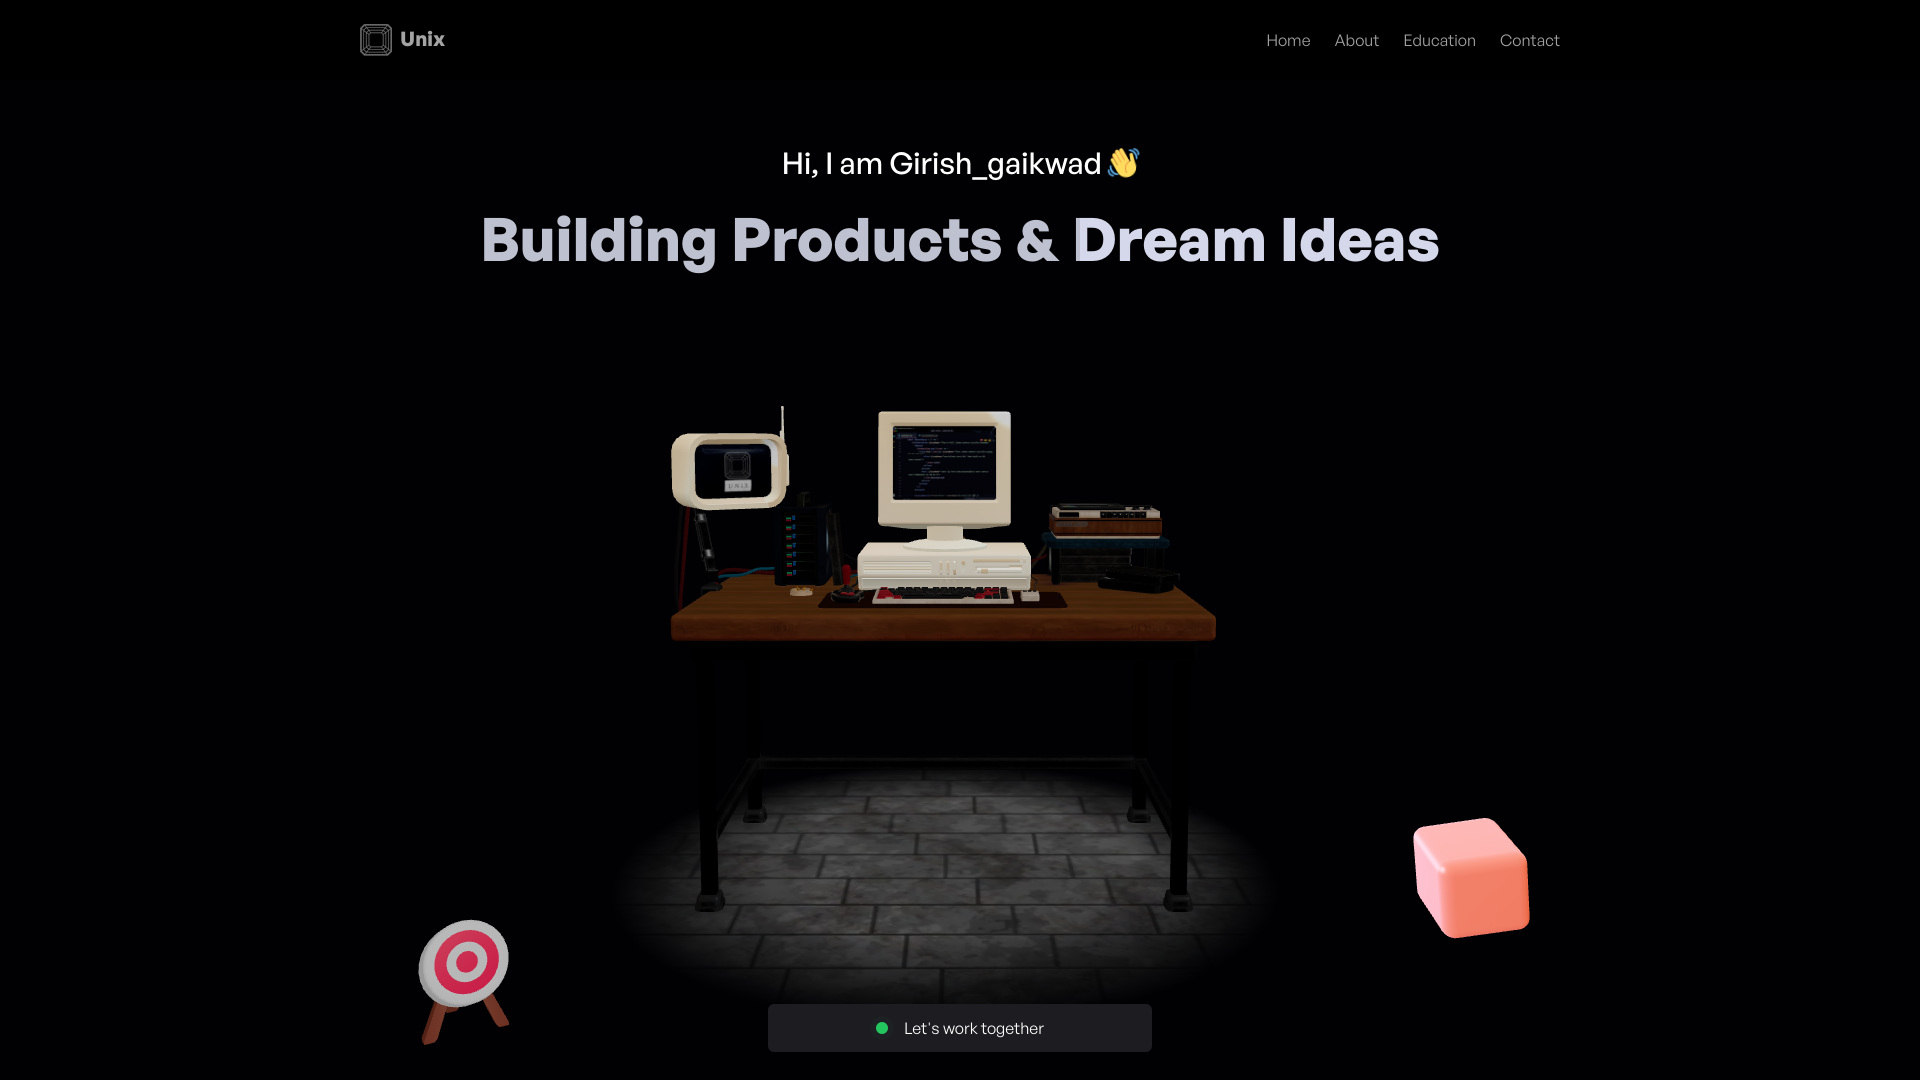 Unix
Home
About
Education
Contact
Hi, I am Girish_gaikwad 👋
Building Products & Dream Ideas
UNIX
Let's work together